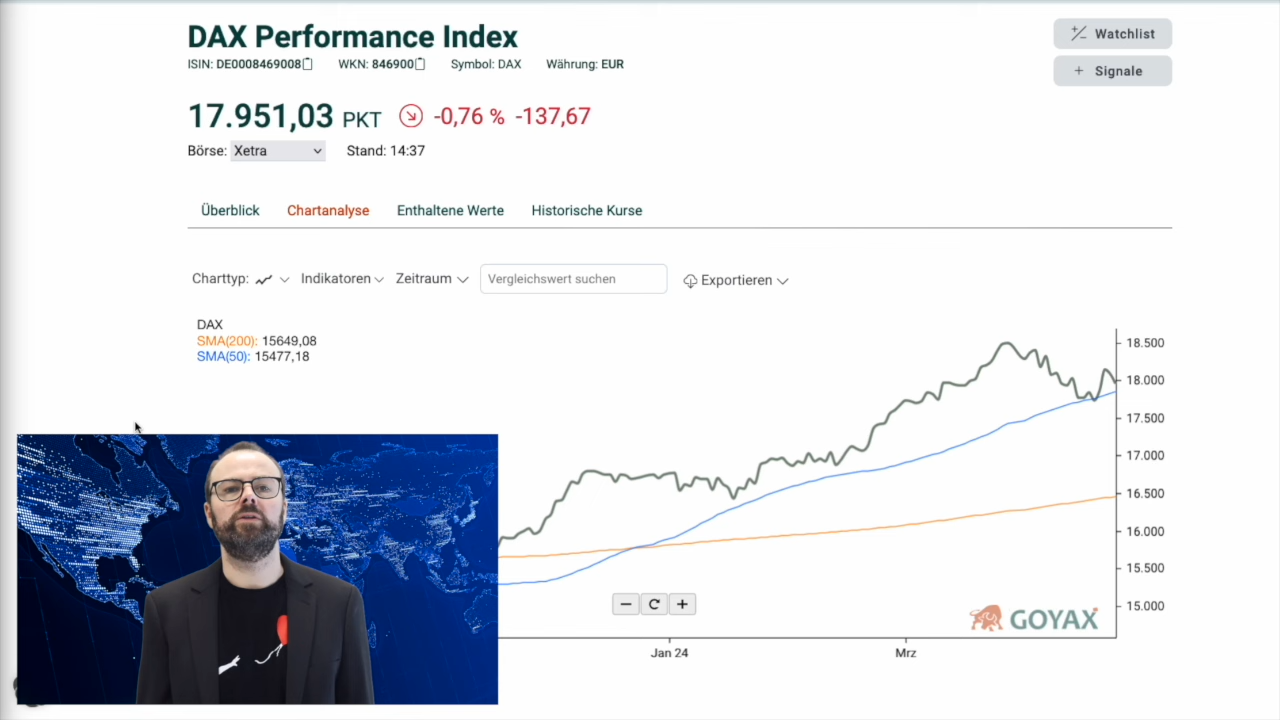 DAX Performance Index
Watchlist
ISIN: DE0008469008 WKN: 846900 Symbol: DAX Währung: EUR
Signale
17.951,03 PKT -0,76 % -137,67
Börse: Xetra Stand: 14:37
Überblick Chartanalyse Enthaltene Werte Historische Kurse
Charttyp: Indikatoren Zeitraum Vergleichswert suchen Exportieren
DAX
SMA(200): 15649,08
SMA(50): 15477,18
18.500
18.000
17.500
17.000
16.500
16.000
15.500
15.000
GOYAX
Jan 24 Mrz